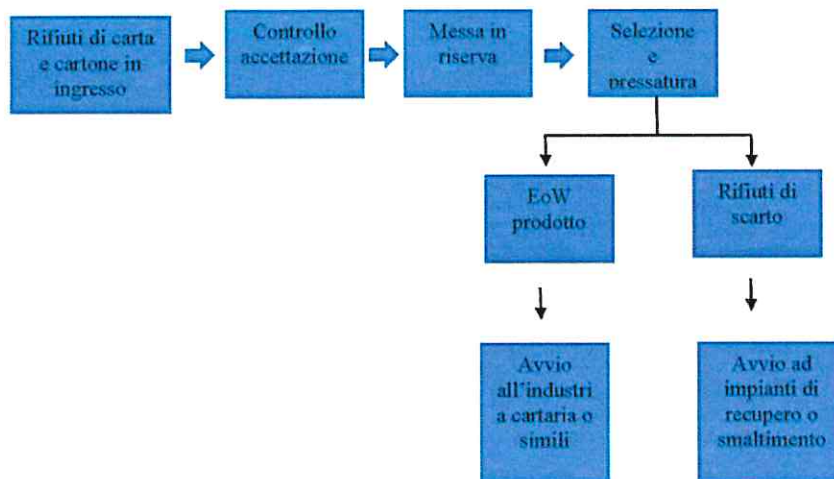 Rifiuti di carta
e cartone in
ingresso
Controllo
accettazione
Messa in
riserva
Selezione
e
pressatura
EoW
prodotto
Rifiuti di
scarto
Avvio
all'industri
a cartaria o
simili
Avvio ad
impianti di
recupero o
smaltimento